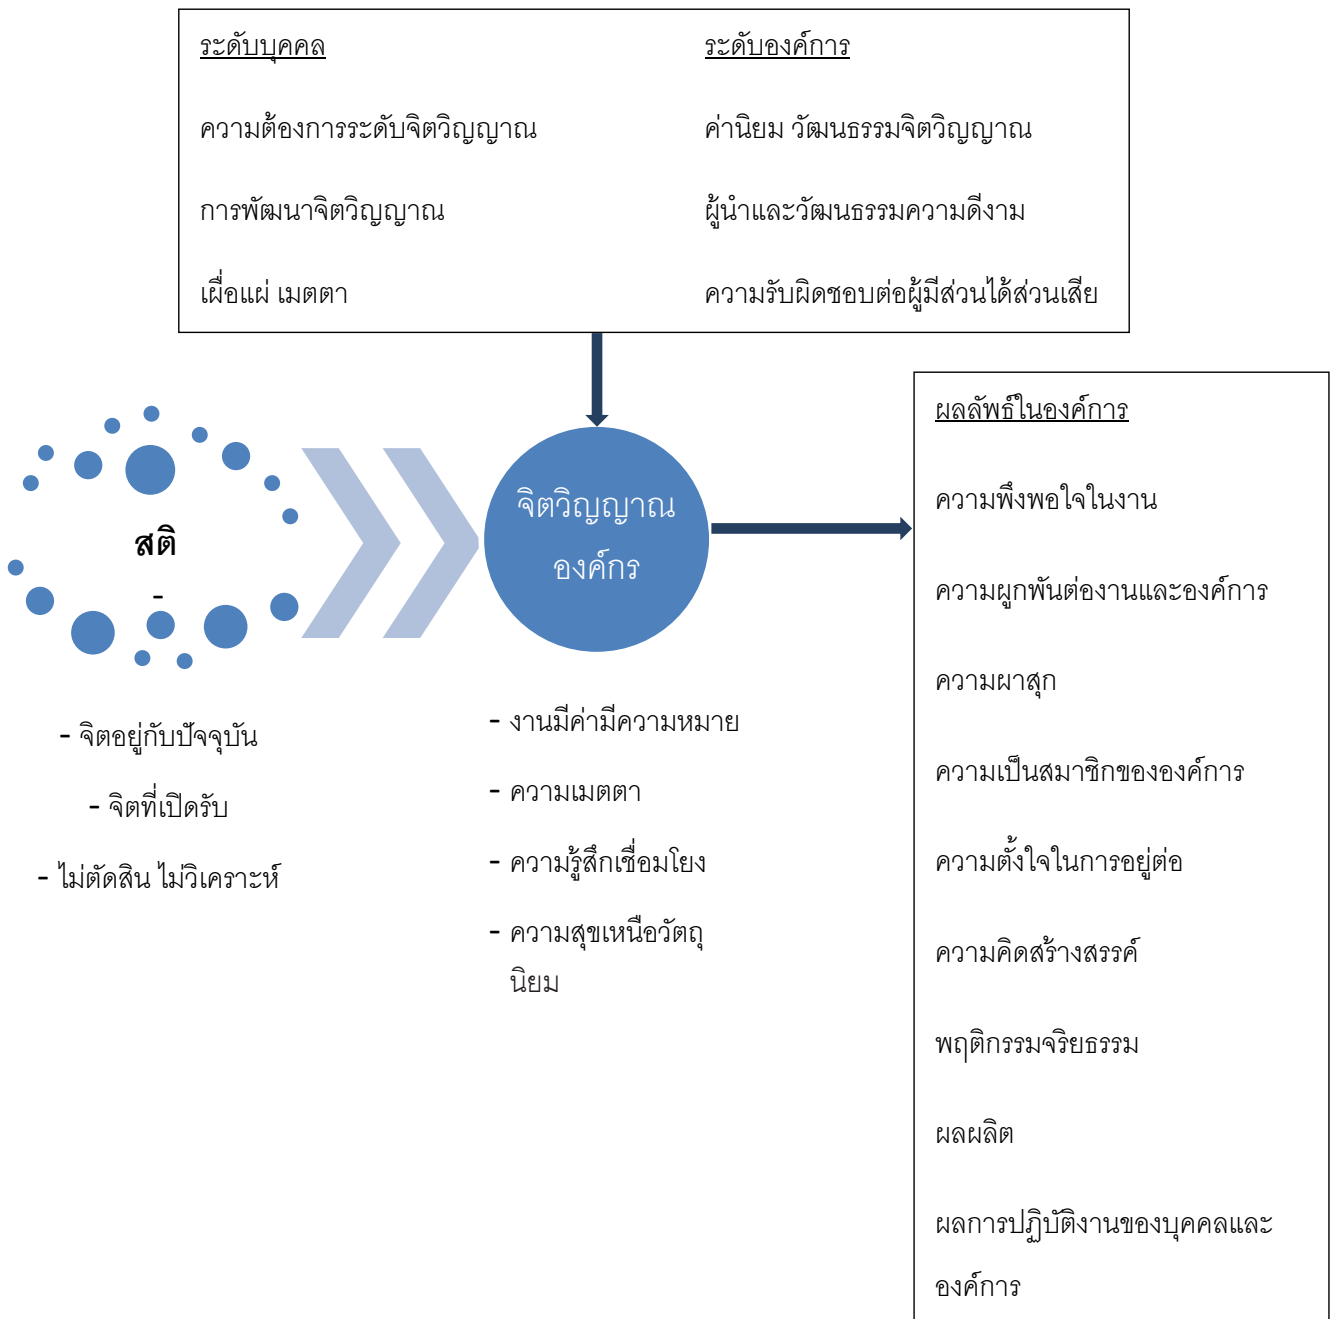 ระดับบุคคล
ความต้องการระดับจิตวิญญาณ
การพัฒนาจิตวิญญาณ
เผื่อแผ่ เมตตา
ระดับองค์การ
ค่านิยม วัฒนธรรมจิตวิญญาณ
ผู้นำและวัฒนธรรมความดีงาม
ความรับผิดชอบต่อผู้มีส่วนได้ส่วนเสีย
สติ
-
- จิตอยู่กับปัจจุบัน
- จิตที่เปิดรับ
- ไม่ตัดสิน ไม่วิเคราะห์
จิตวิญญาณ
องค์กร
- งานมีค่ามีความหมาย
- ความเมตตา
- ความรู้สึกเชื่อมโยง
- ความสุขเหนือวัตถุ
นิยม
ผลลัพธ์ในองค์การ
ความพึงพอใจในงาน
ความผูกพันต่องานและองค์การ
ความผาสุก
ความเป็นสมาชิกขององค์การ
ความตั้งใจในการอยู่ต่อ
ความคิดสร้างสรรค์
พฤติกรรมจริยธรรม
ผลผลิต
ผลการปฏิบัติงานของบุคคลและ
องค์การ